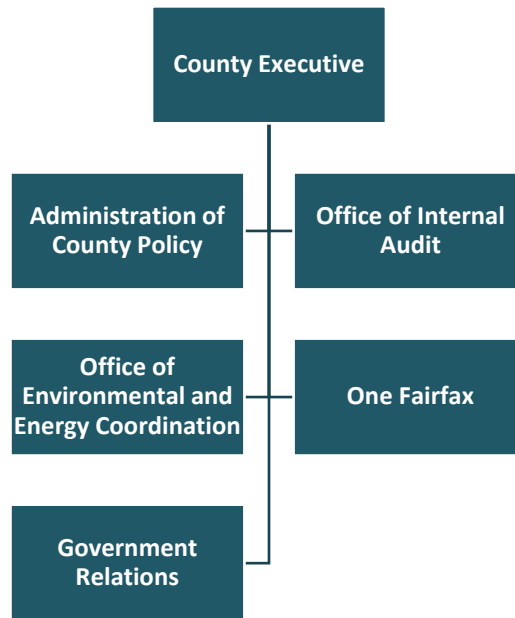 County Executive
Administration of
County Policy
Office of Internal
Audit
Office of
Environmental and
Energy Coordination
One Fairfax
Government
Relations